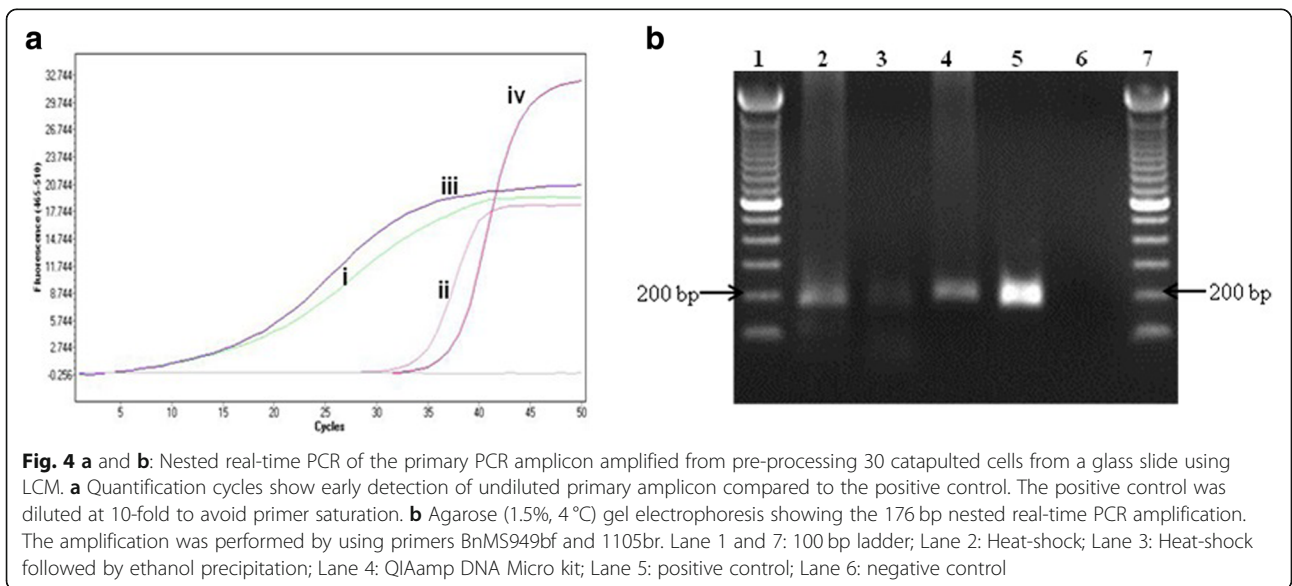 a
b
32.744
29.744
26.744
23.744
20.744
17.744
14.744
11.744
8.744
5.744
2.744
-0.256
Fluorescence (465-510)
5 10 15 20 25 30 35 40 45 50
Cycles
i
ii
iii
iv
1 2 3 4 5 6 7
200 bp
200 bp
Fig. 4 a and b: Nested real-time PCR of the primary PCR amplicon amplified from pre-processing 30 catapulted cells from a glass slide using
LCM. a Quantification cycles show early detection of undiluted primary amplicon compared to the positive control. The positive control was
diluted at 10-fold to avoid primer saturation. b Agarose (1.5%, 4 °C) gel electrophoresis showing the 176 bp nested real-time PCR amplification.
The amplification was performed by using primers BnMS949bf and 1105br. Lane 1 and 7: 100 bp ladder; Lane 2: Heat-shock; Lane 3: Heat-shock
followed by ethanol precipitation; Lane 4: QIAamp DNA Micro kit; Lane 5: positive control; Lane 6: negative control